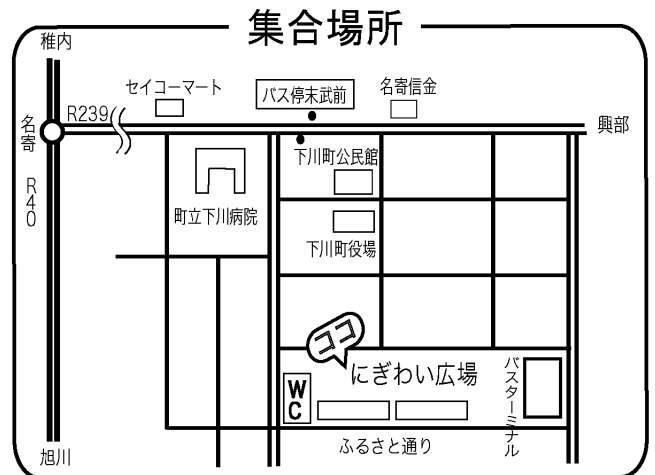 集合場所
稚内
セイコーマート
バス停末武前
名寄信金
R239
名寄
興部
R40
下川町公民館
町立下川病院
下川町役場
ココ
にぎわい広場
WC
バスターミナル
ふるさと通り
旭川